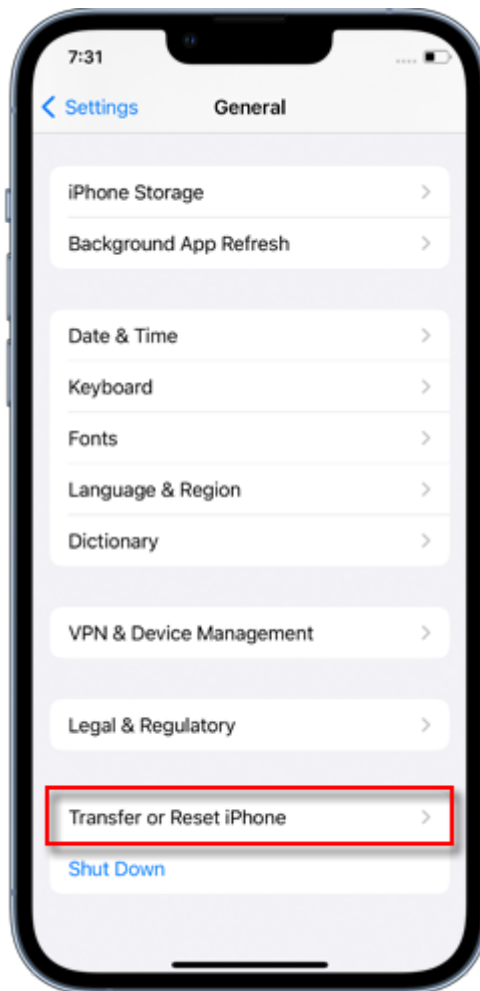 7:31
Settings
General
iPhone Storage
Background App Refresh
Date & Time
Keyboard
Fonts
Language & Region
Dictionary
VPN & Device Management
Legal & Regulatory
Transfer or Reset iPhone
Shut Down